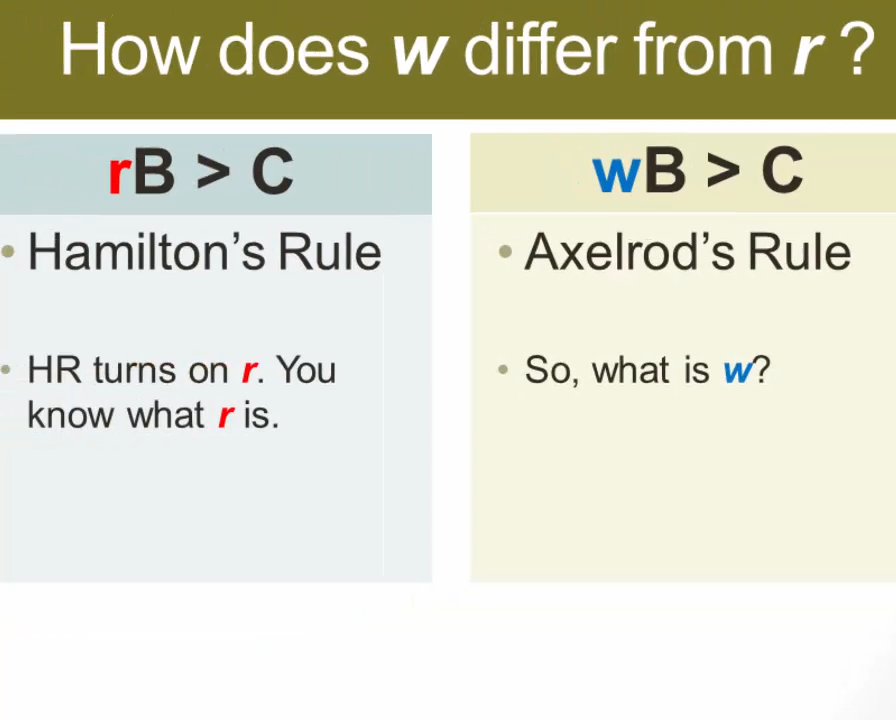 How does w differ from r ?
rB > C
• Hamilton’s Rule
• HR turns on r. You
know what r is.
wB > C
• Axelrod’s Rule
• So, what is w?